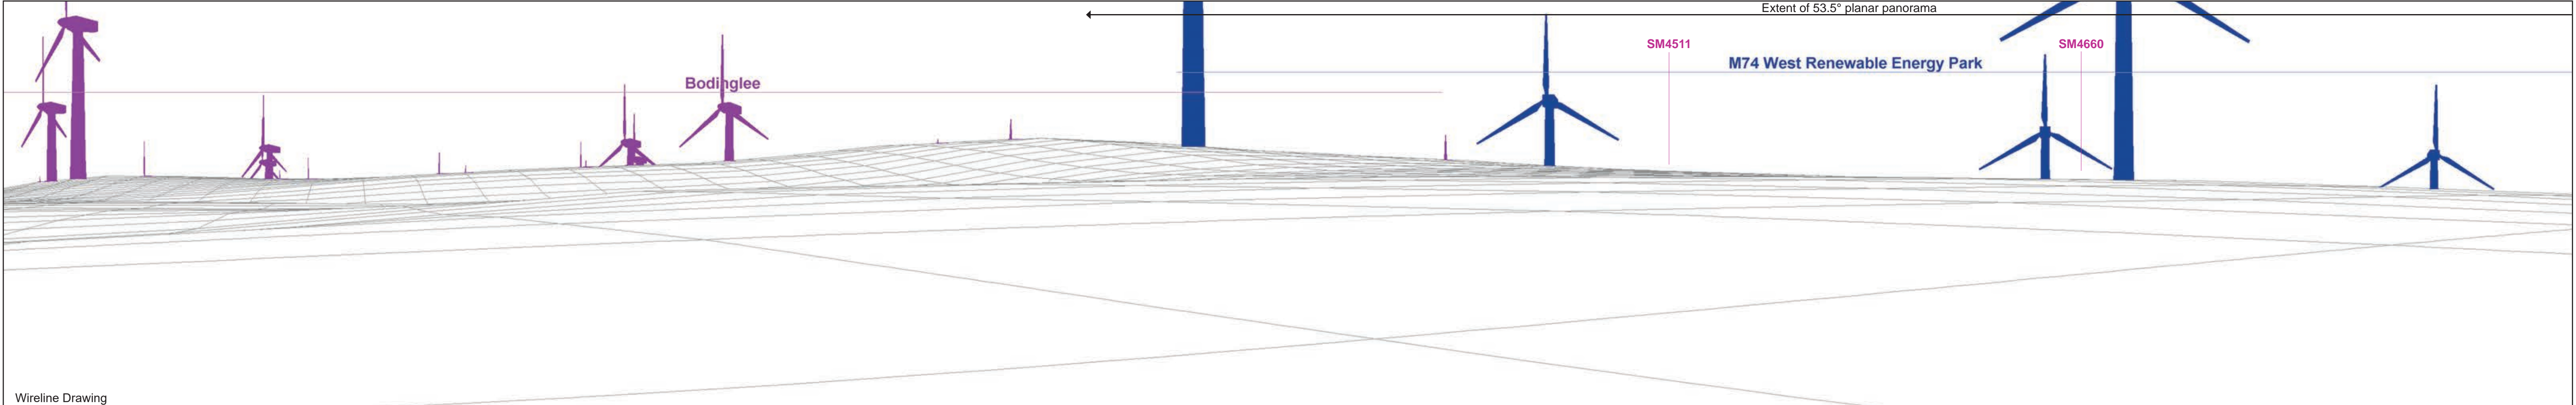 Extent of 53.5° planar panorama
SM4511
SM4660
M74 West Renewable Energy Park
Bodinglee
Wireline Drawing